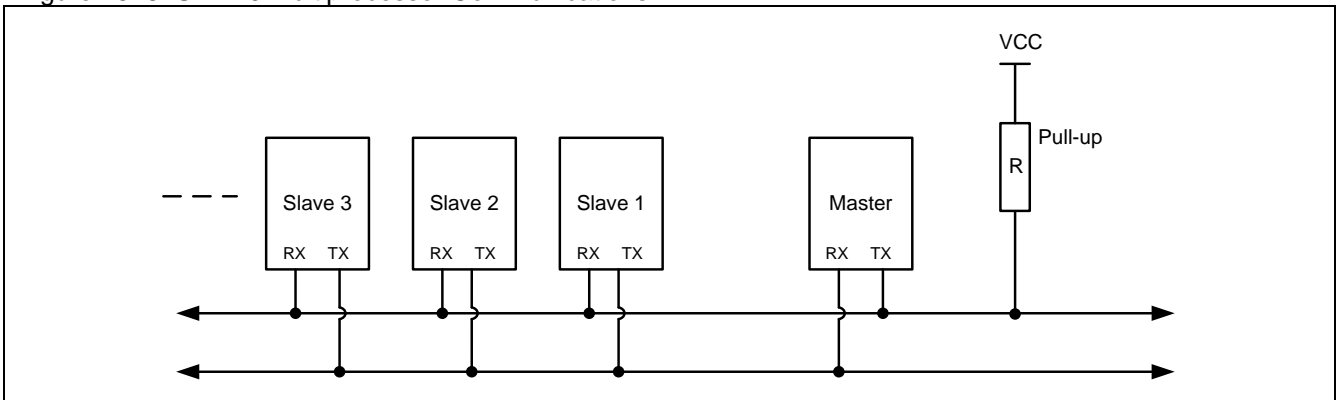 VCC
Pull-up
R
Slave 3
Slave 2
Slave 1
Master
RX TX
RX TX
RX TX
RX TX